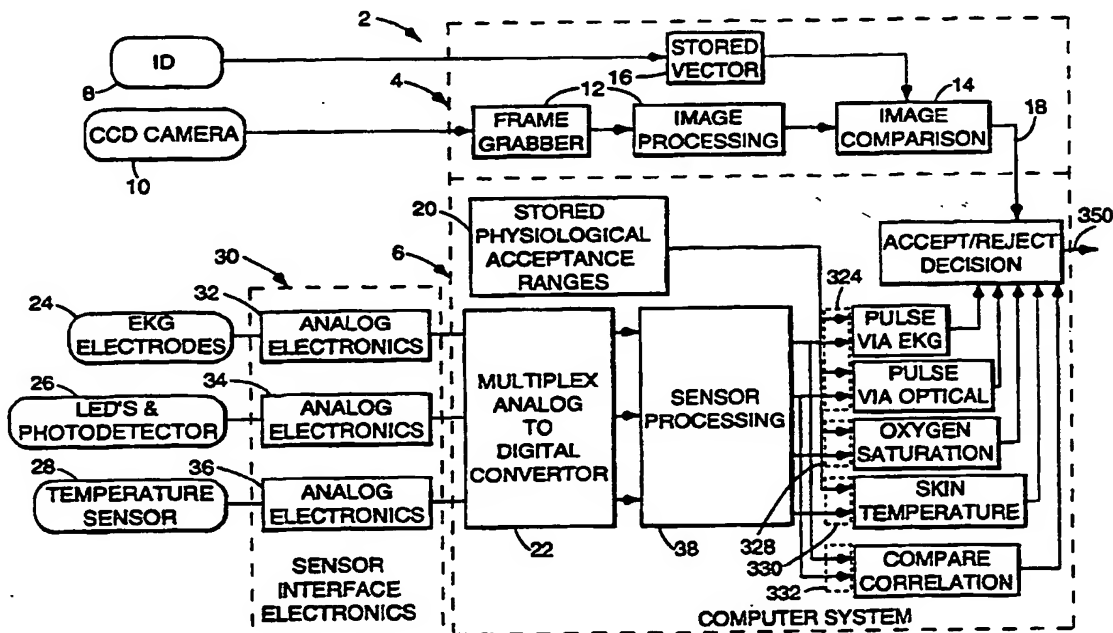 2
ID
8
STORED
VECTOR
16
4
12
14
18
CCD CAMERA
10
FRAME
GRABBER
IMAGE
PROCESSING
IMAGE
COMPARISON
20
STORED
PHYSIOLOGICAL
ACCEPTANCE
RANGES
6
ACCEPT/REJECT
DECISION
350
30
24
EKG
ELECTRODES
32
ANALOG
ELECTRONICS
26
LED'S &
PHOTODETECTOR
34
ANALOG
ELECTRONICS
28
TEMPERATURE
SENSOR
36
ANALOG
ELECTRONICS
SENSOR
INTERFACE
ELECTRONICS
MULTIPLEX
ANALOG
TO
DIGITAL
CONVERTOR
22
SENSOR
PROCESSING
38
324
PULSE
VIA EKG
PULSE
VIA OPTICAL
OXYGEN
SATURATION
328
SKIN
TEMPERATURE
330
332
COMPARE
CORRELATION
COMPUTER SYSTEM